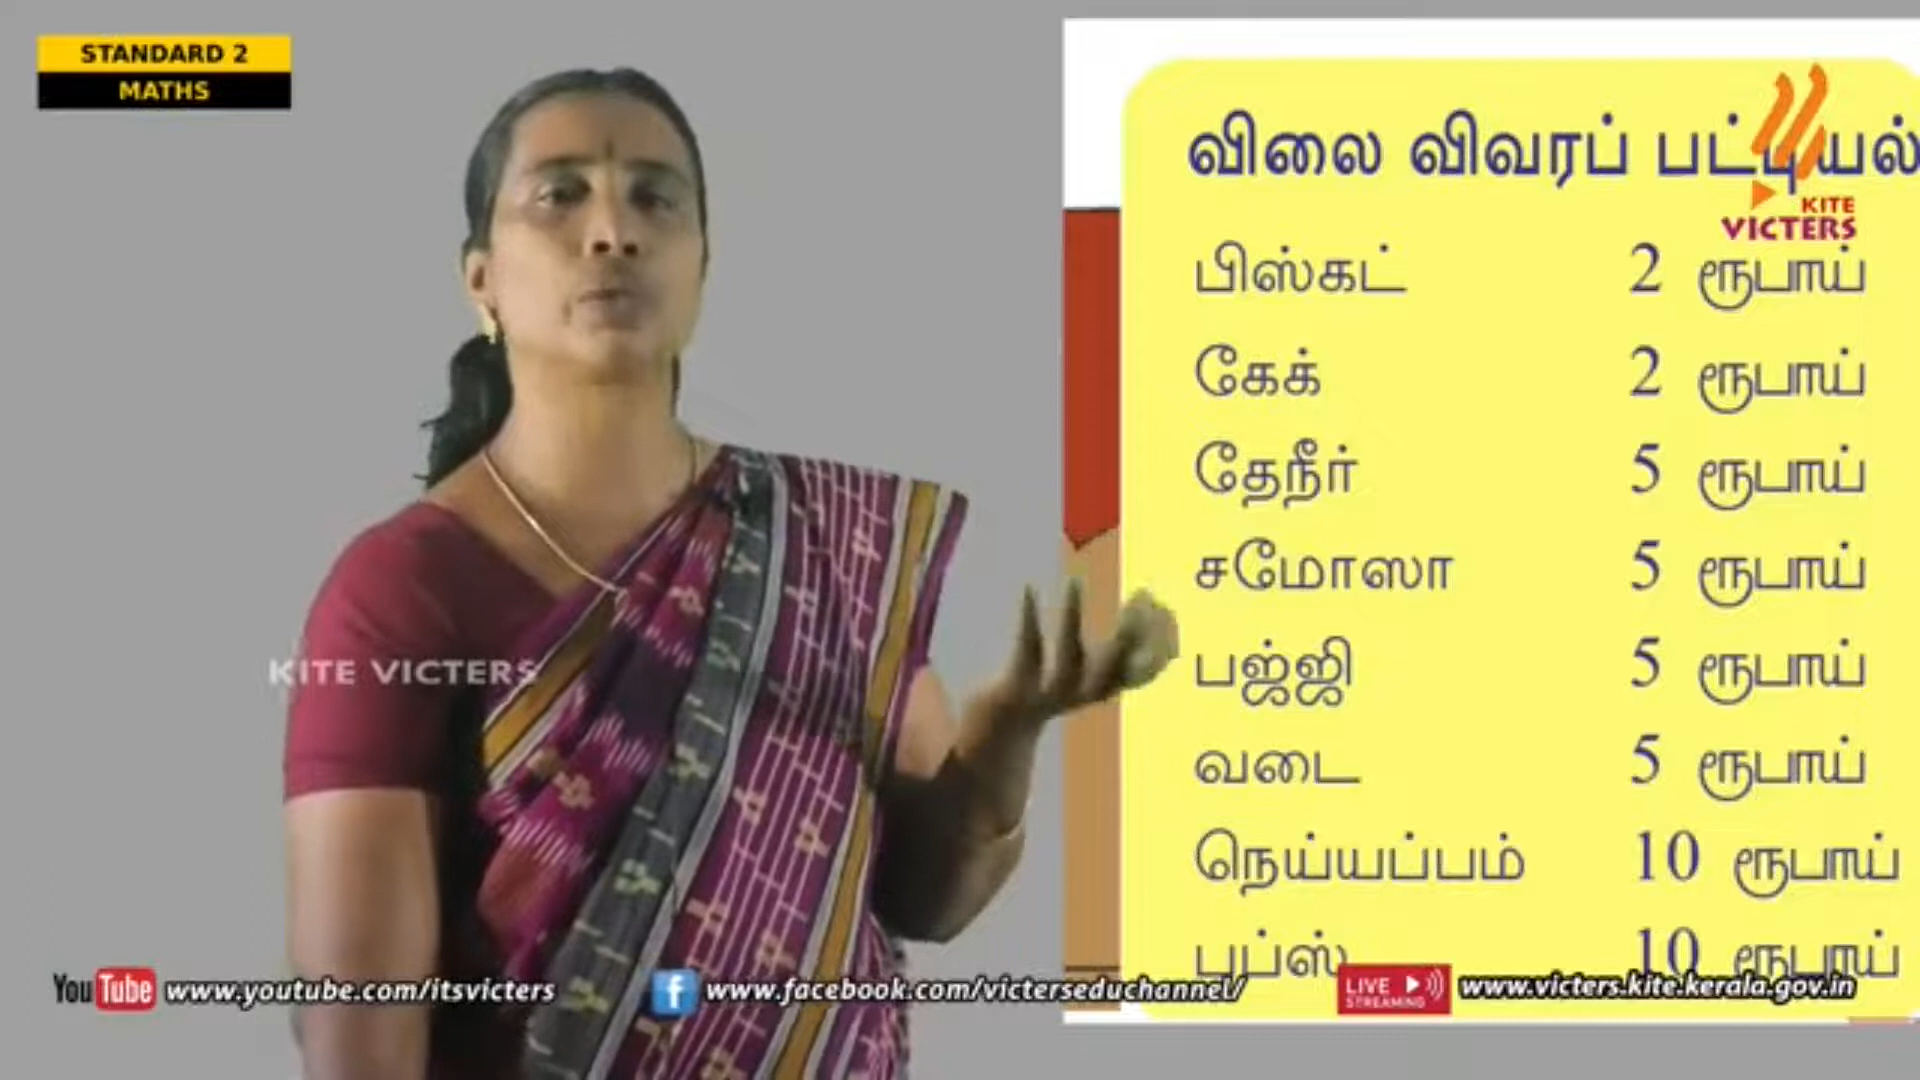 STANDARD 2
MATHS
விலை விவரப் பட்டியல்
KITE
VICTERS
பிஸ்கட் 2 ரூபாய்
கேக் 2 ரூபாய்
தேநீர் 5 ரூபாய்
சமோஸா 5 ரூபாய்
பஜ்ஜி 5 ரூபாய்
வடை 5 ரூபாய்
நெய்யப்பம் 10 ரூபாய்
பப்ஸ் 10 ரூபாய்
KITE VICTERS
YouTube www.youtube.com/itsvicters f www.facebook.com/victerseduchannel/ LIVE STREAMING www.victers.kite.kerala.gov.in